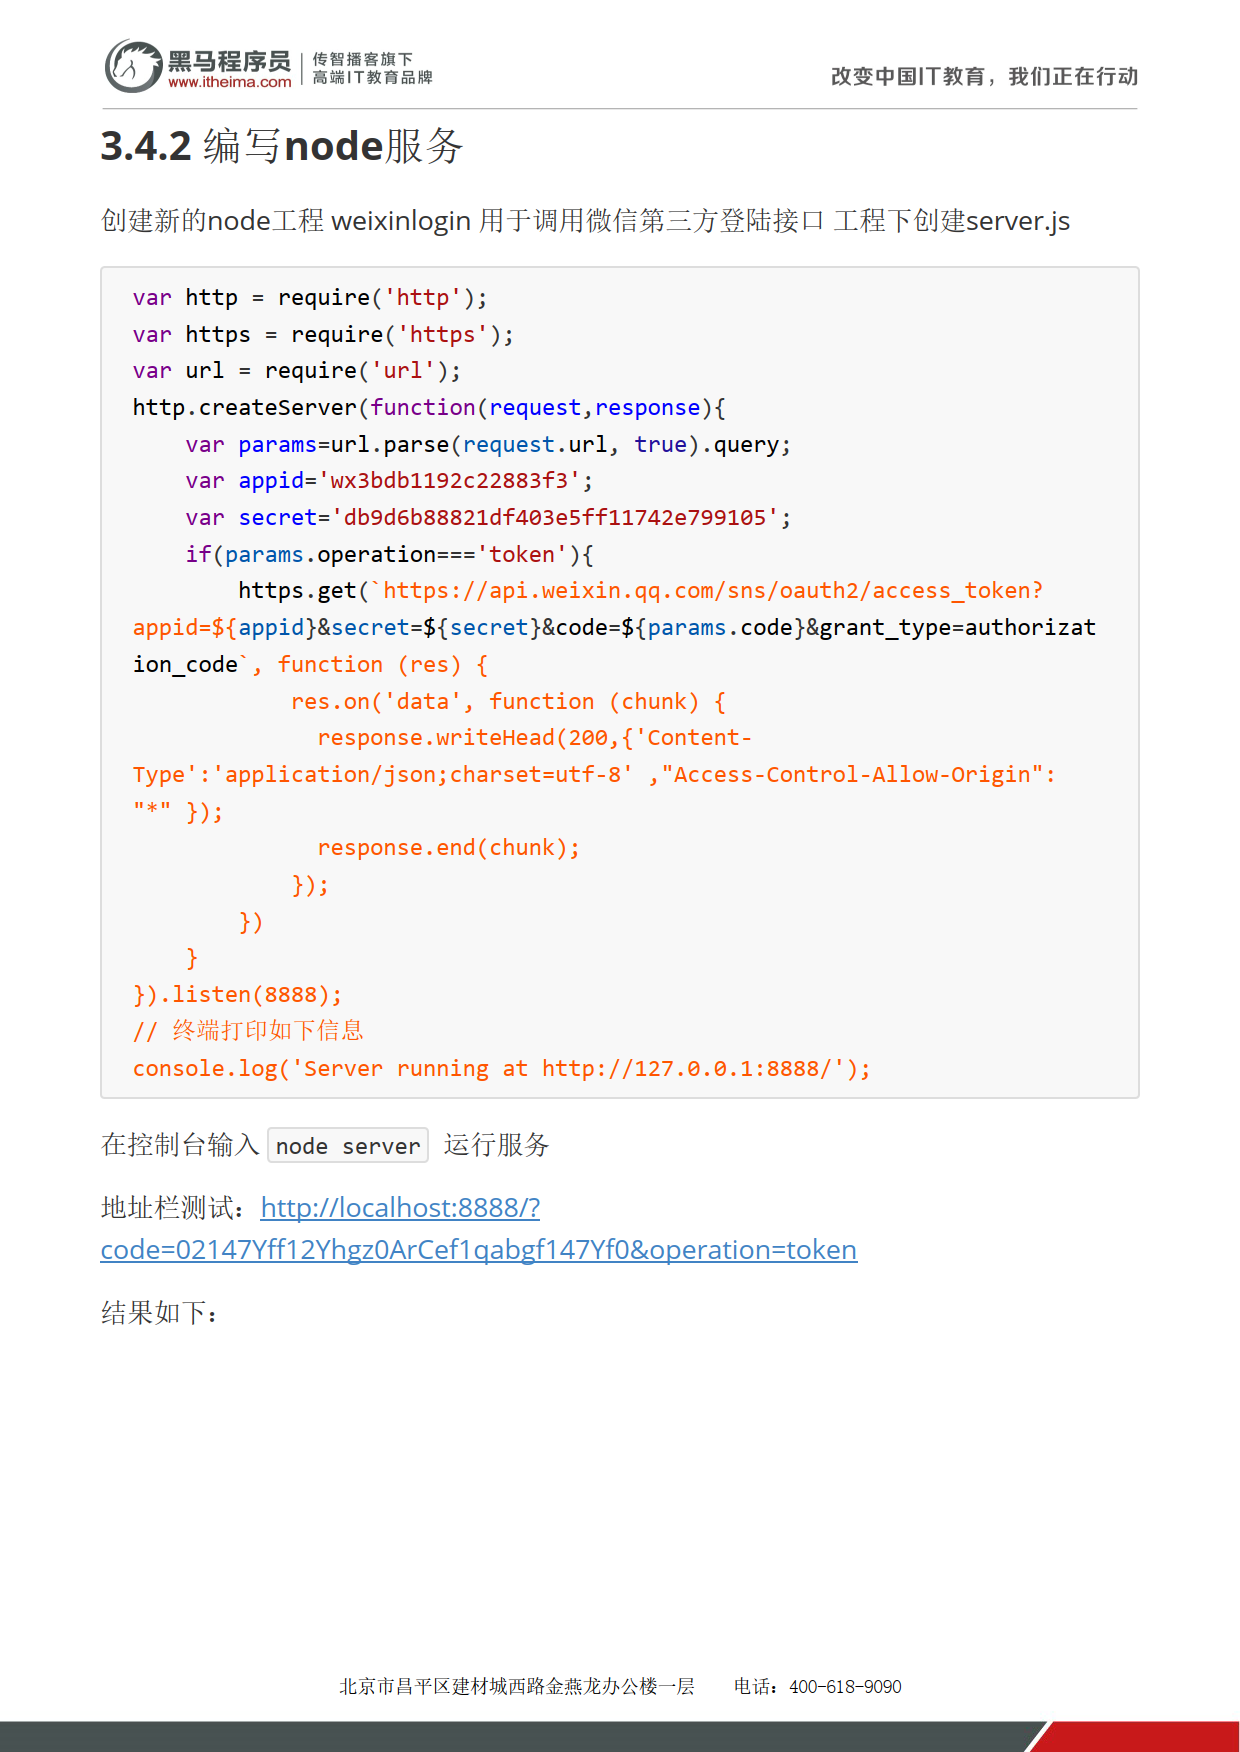 黑马程序员
www.itheima.com
传智播客旗下
高端IT教育品牌
改变中国IT教育，我们正在行动
3.4.2 编写node服务
创建新的node工程 weixinlogin 用于调用微信第三方登陆接口 工程下创建server.js
var http = require('http');
var https = require('https');
var url = require('url');
http.createServer(function(request,response){
    var params=url.parse(request.url, true).query;
    var appid='wx3bdb1192c22883f3';
    var secret='db9d6b88821df403e5ff11742e799105';
    if(params.operation==='token'){
        https.get(`https://api.weixin.qq.com/sns/oauth2/access_token?
appid=${appid}&secret=${secret}&code=${params.code}&grant_type=authorizat
ion_code`, function (res) {
            res.on('data', function (chunk) {
              response.writeHead(200,{'Content-
Type':'application/json;charset=utf-8' ,"Access-Control-Allow-Origin":
"*" });
              response.end(chunk);
            });
        })
    }
}).listen(8888);
// 终端打印如下信息
console.log('Server running at http://127.0.0.1:8888/');
在控制台输入 node server 运行服务
地址栏测试：http://localhost:8888/?
code=02147Yff12Yhgz0ArCef1qabgf147Yf0&operation=token
结果如下：
北京市昌平区建材城西路金燕龙办公楼一层 电话：400-618-9090